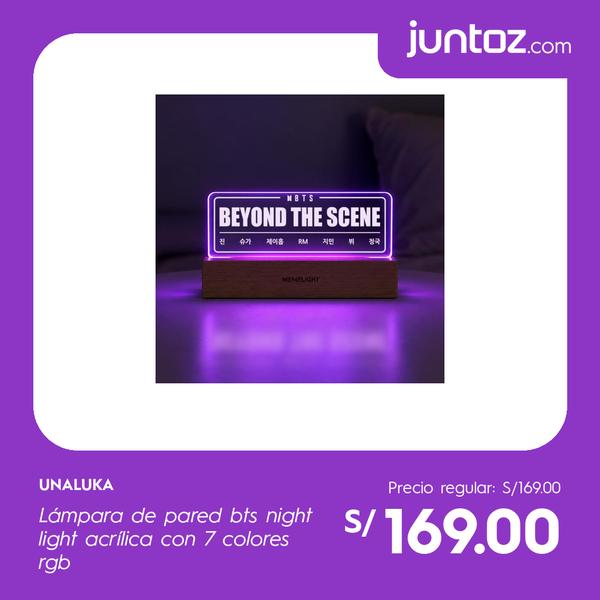 juntoz.com
BTS
BEYOND THE SCENE
진 슈가 제이홉 RM 지민 뷔 정국
UNALUKA
Precio regular: S/169.00
Lámpara de pared bts night
light acrílica con 7 colores
rgb
S/169.00